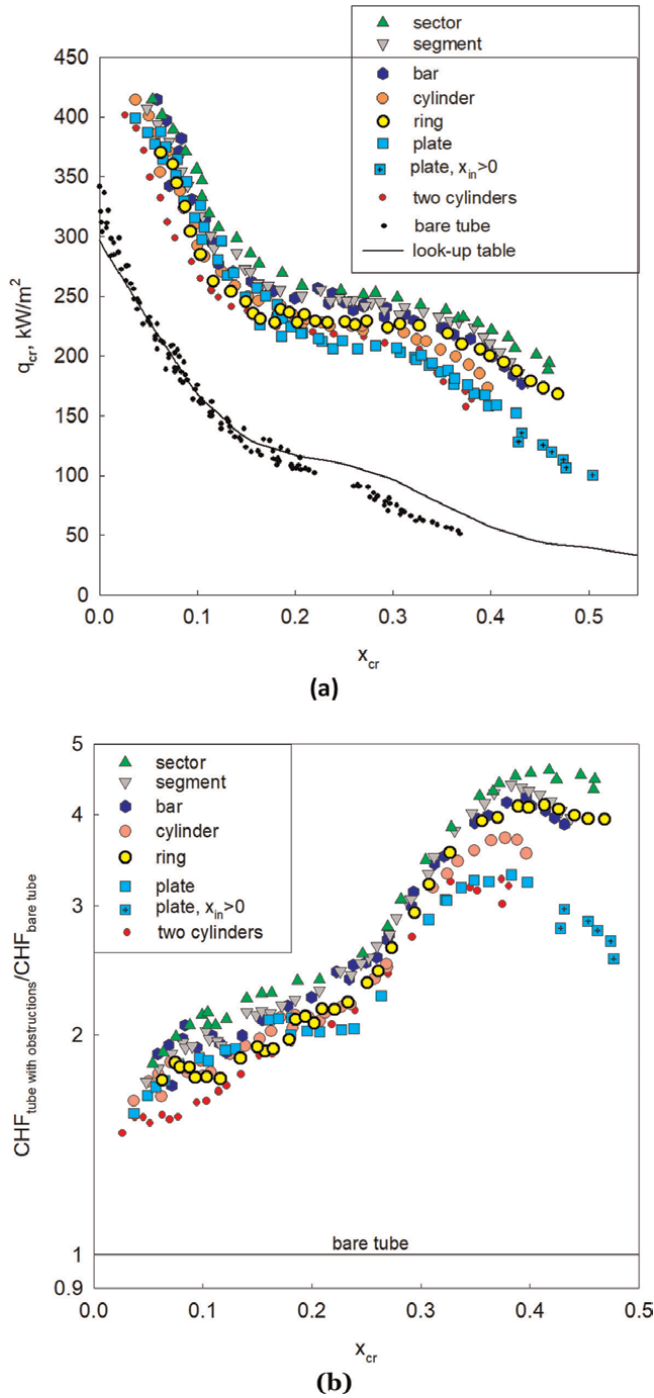 sector
segment
bar
cylinder
ring
plate
plate, x_in>0
two cylinders
bare tube
look-up table
450
400
350
300
250
200
150
100
50
0
q_cr, kW/m²
0.0 0.1 0.2 0.3 0.4 0.5
x_cr
(a)
5
4
3
2
1
0.9
sector
segment
bar
cylinder
ring
plate
plate, x_in>0
two cylinders
CHF_tube with obstructions/CHF_bare tube
bare tube
0.0 0.1 0.2 0.3 0.4 0.5
x_cr
(b)